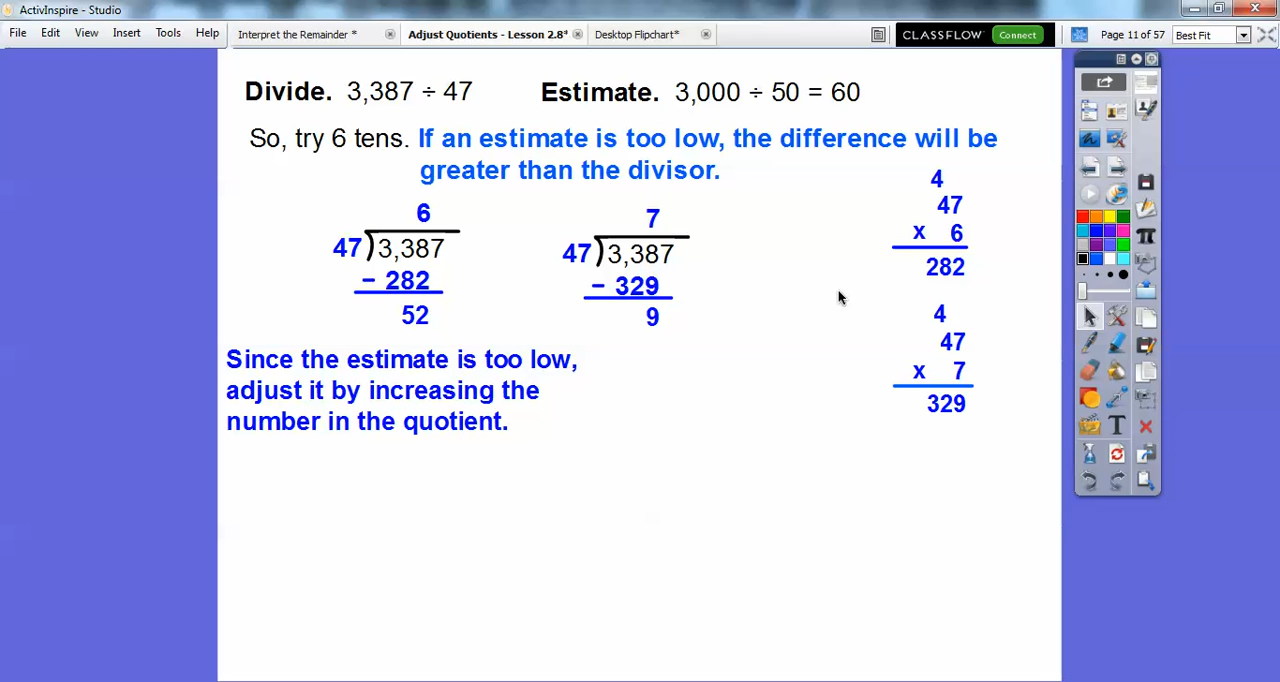 ActivInspire - Studio
File Edit View Insert Tools Help
Interpret the Remainder * Adjust Quotients - Lesson 2.8* Desktop Flipchart*
CLASSFLOW Connect
Page 11 of 57 Best Fit
Divide. 3,387 ÷ 47 Estimate. 3,000 ÷ 50 = 60
So, try 6 tens. If an estimate is too low, the difference will be
greater than the divisor.
6
47 3,387
- 282
52
7
47 3,387
- 329
9
4
47
x 6
282
4
47
x 7
329
Since the estimate is too low,
adjust it by increasing the
number in the quotient.